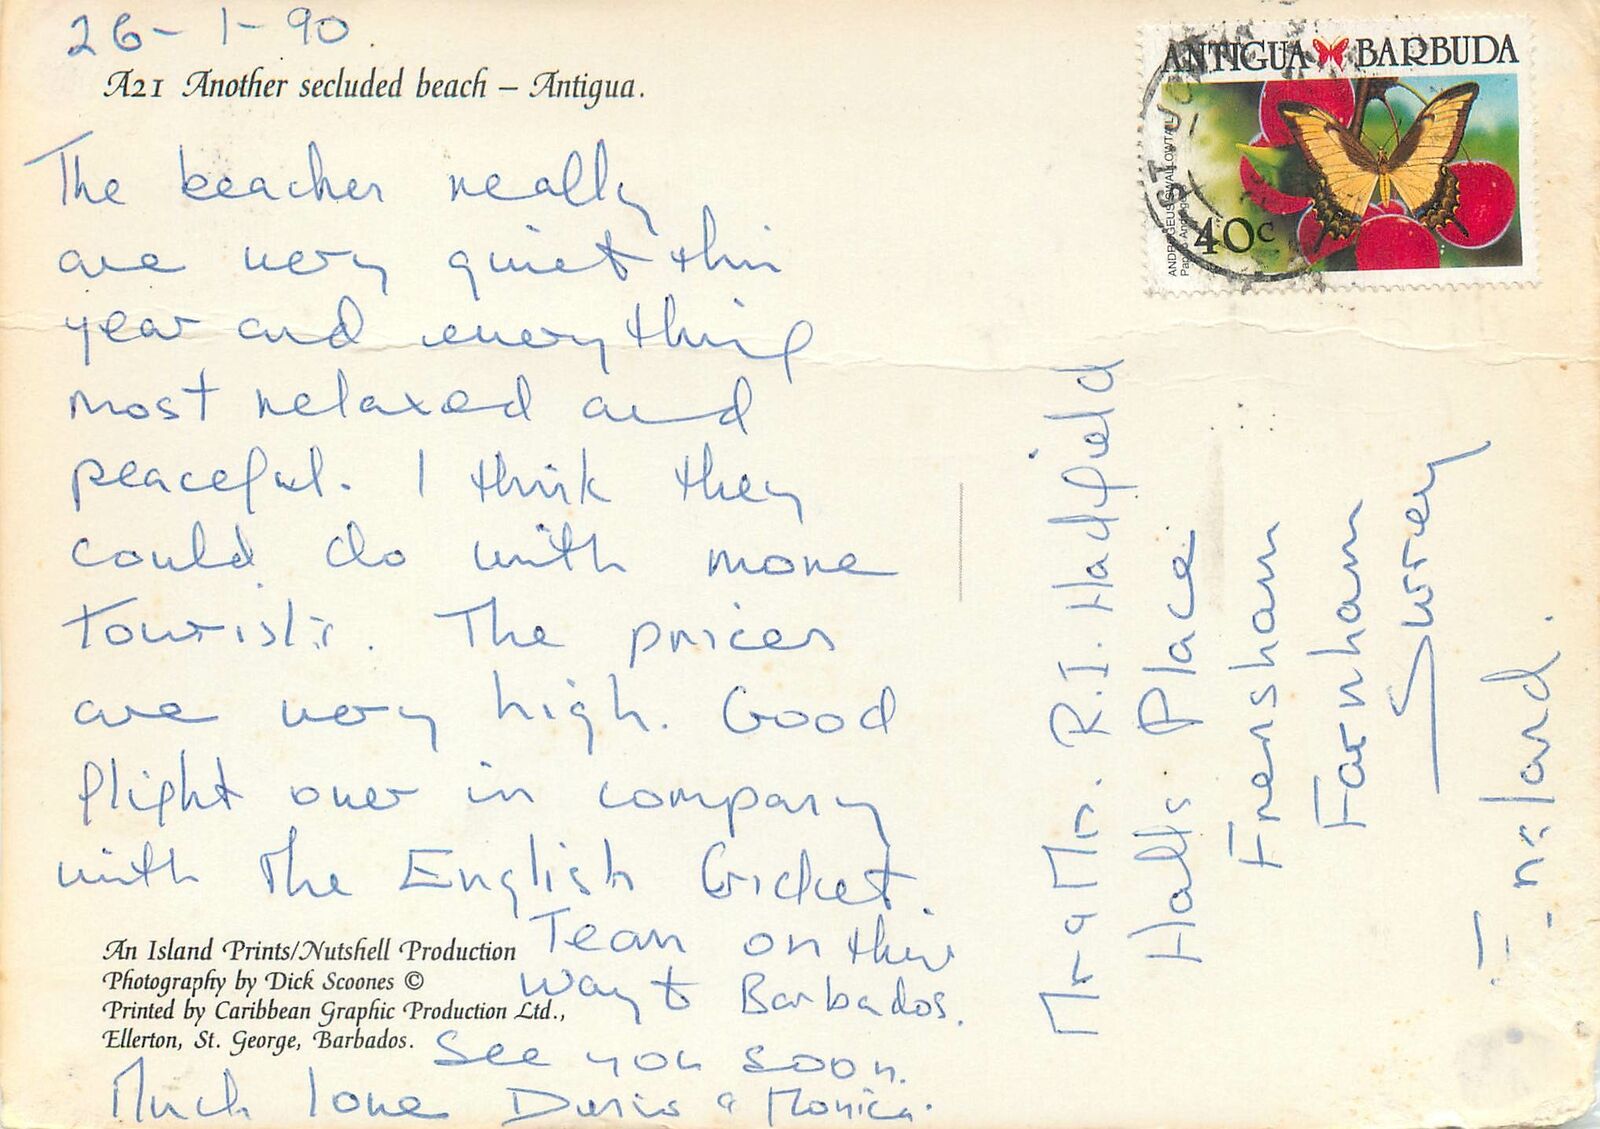 26-1-90
A21 Another secluded beach – Antigua.
The beaches really
are very quiet this
year and everything
most relaxed and
peaceful. I think they
could do with more
tourists. The prices
are very high. Good
flight over in company
with the English Cricket
Team on their
way to Barbados.
See you soon.
Much love & Monica.
An Island Prints/Nutshell Production
Photography by Dick Scoones ©
Printed by Caribbean Graphic Production Ltd.,
Ellerton, St. George, Barbados.
ANTIGUA BARBUDA
40c
ANDROGEUS SWALLOWTAIL
ST
R.I. Hadfield
Place
Frensham
Farnham
Surrey
England.